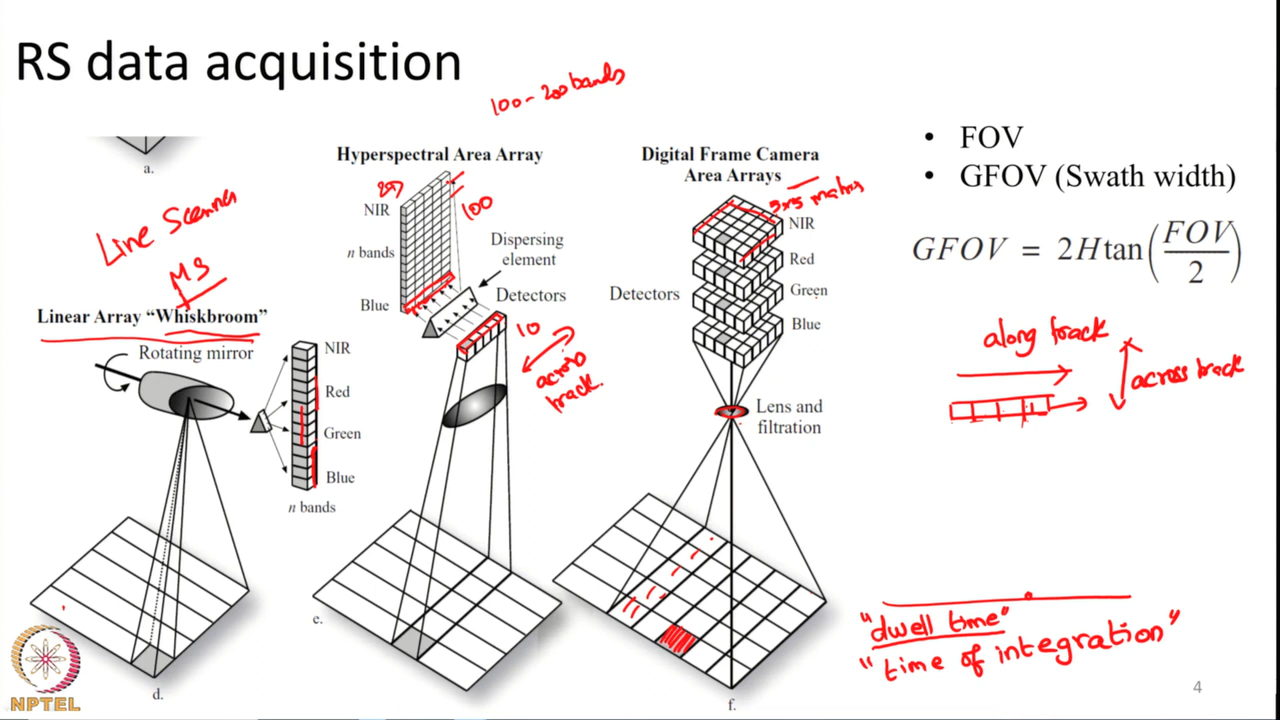 RS data acquisition
100-200 bands
a.
Line Scanner
MS
Linear Array “Whiskbroom”
Rotating mirror
NIR
Red
Green
Blue
n bands
d.
Hyperspectral Area Array
200
NIR
100
n bands
Dispersing
element
Blue
Detectors
10
across
track.
e.
Digital Frame Camera
Area Arrays
5x5 matrix
NIR
Red
Detectors
Green
Blue
Lens and
filtration
f.
• FOV
• GFOV (Swath width)
GFOV = 2H tan(FOV/2)
along track
across track
"dwell time"
"time of integration"
4
NPTEL